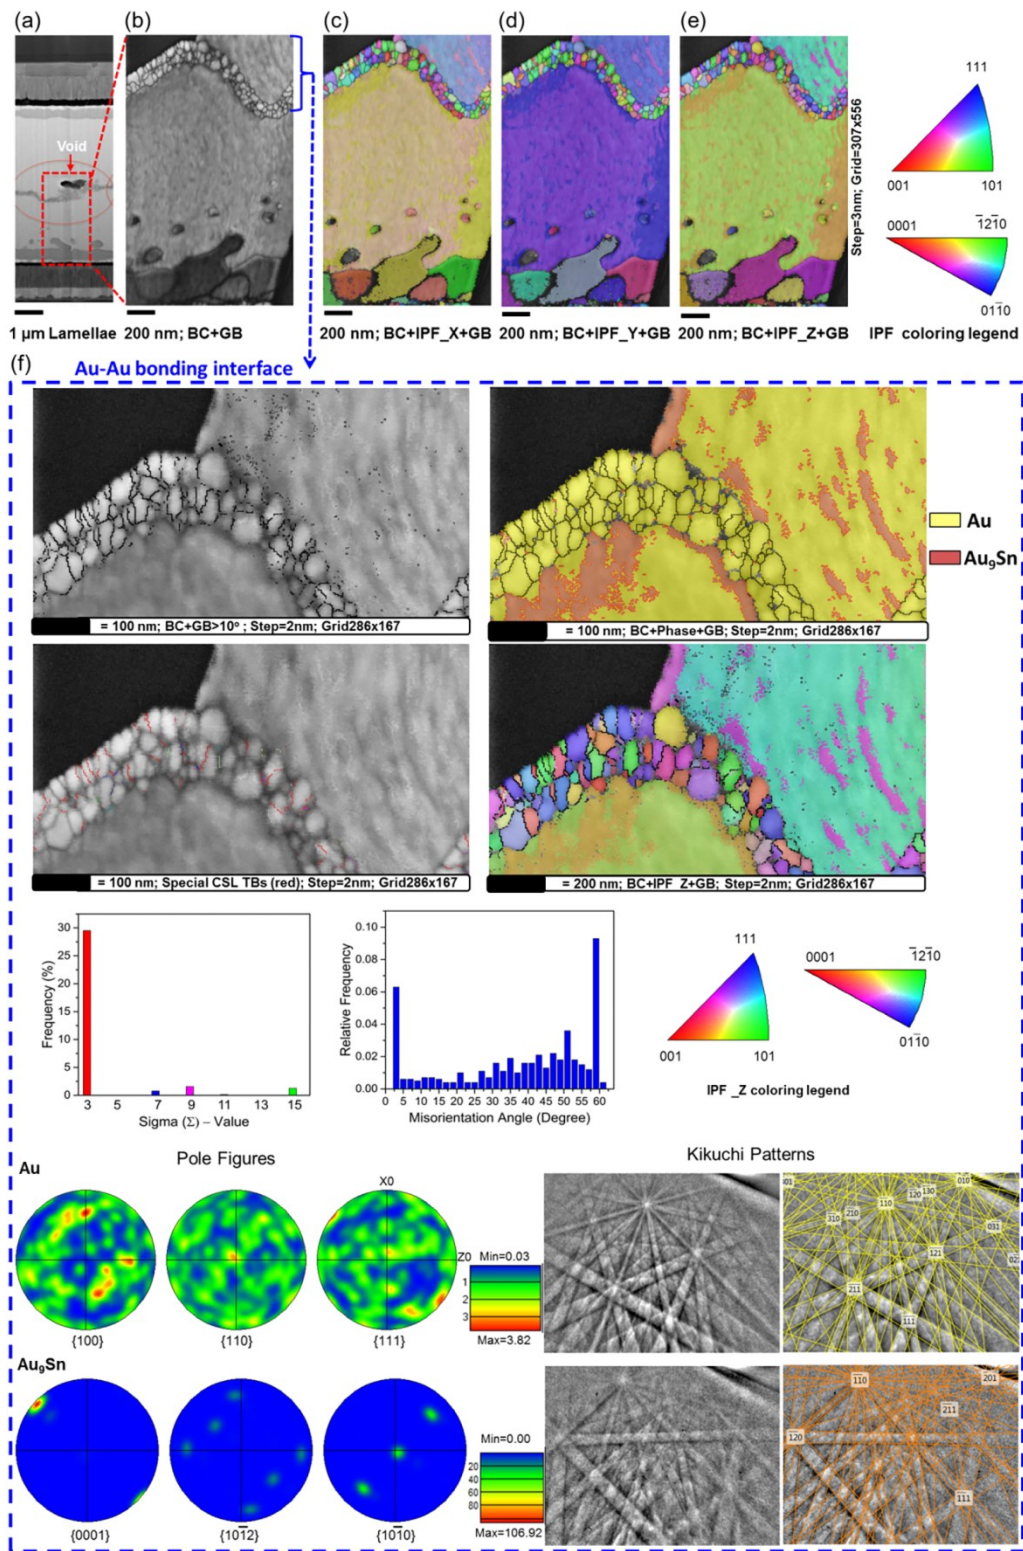 (a)
(b)
(c)
(d)
(e)
Void
1 µm Lamellae
200 nm; BC+GB
200 nm; BC+IPF_X+GB
200 nm; BC+IPF_Y+GB
200 nm; BC+IPF_Z+GB
Step=3nm; Grid=307x556
111
001
101
0001
1̅21̅0
011̅0
IPF coloring legend
(f)
Au-Au bonding interface
Au
Au₉Sn
= 100 nm; BC+GB>10º ; Step=2nm; Grid286x167
= 100 nm; BC+Phase+GB; Step=2nm; Grid286x167
= 100 nm; Special CSL TBs (red); Step=2nm; Grid286x167
= 200 nm; BC+IPF_Z+GB; Step=2nm; Grid286x167
Frequency (%)
30
25
20
15
10
5
0
3 5 7 9 11 13 15
Sigma (Σ) – Value
Relative Frequency
0.10
0.08
0.06
0.04
0.02
0.00
0 5 10 15 20 25 30 35 40 45 50 55 60
Misorientation Angle (Degree)
111
001
101
0001
1̅21̅0
011̅0
IPF _Z coloring legend
Pole Figures
Kikuchi Patterns
Au
X0
Z0
Min=0.03
1
2
3
Max=3.82
{100}
{110}
{111}
Au₉Sn
Min=0.00
20
40
60
80
Max=106.92
{0001}
{101̅2}
{101̅0}
010
031